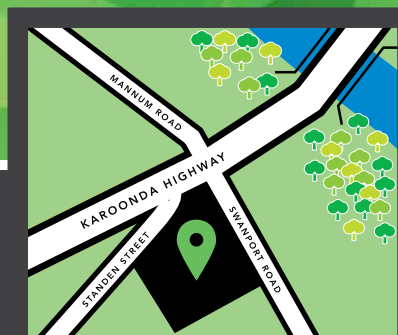 MANNUM ROAD
KAROONDA HIGHWAY
STANDEN STREET
SWANPORT ROAD